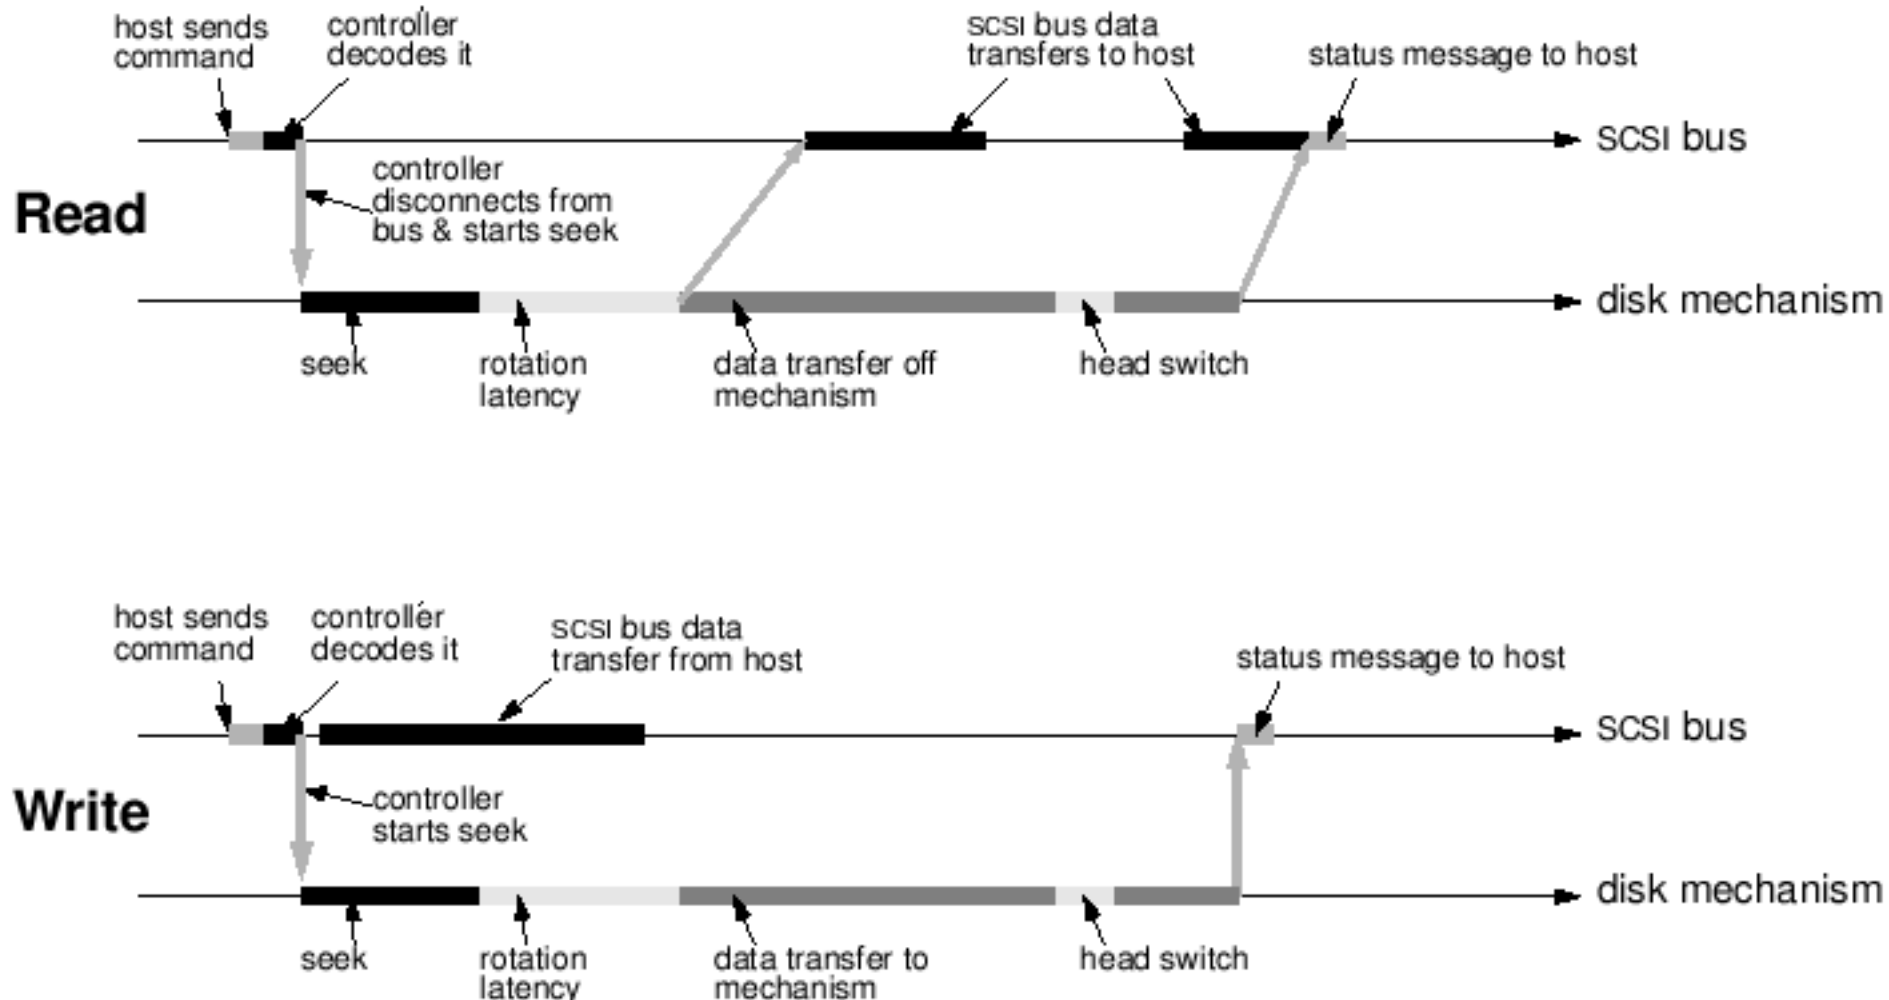 host sends
command
controller
decodes it
SCSI bus data
transfers to host
status message to host
SCSI bus
controller
disconnects from
bus & starts seek
Read
disk mechanism
seek
rotation
latency
data transfer off
mechanism
head switch
host sends
command
controller
decodes it
SCSI bus data
transfer from host
status message to host
SCSI bus
controller
starts seek
Write
disk mechanism
seek
rotation
latency
data transfer to
mechanism
head switch